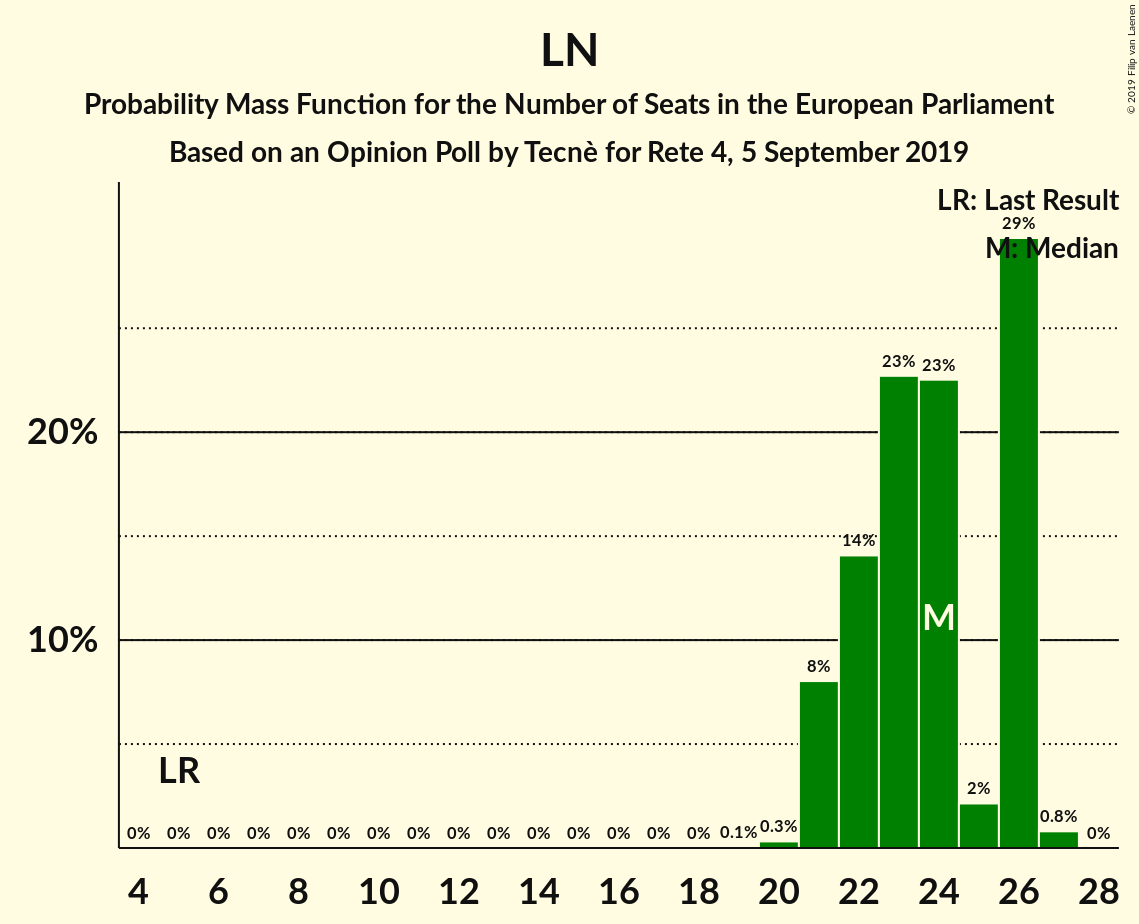 LN
Probability Mass Function for the Number of Seats in the European Parliament
Based on an Opinion Poll by Tecnè for Rete 4, 5 September 2019
© 2019 Filip van Laenen
LR: Last Result
M: Median
29%
23% 23%
20%
14%
M
10%
8%
LR
2%
0% 0% 0% 0% 0% 0% 0% 0% 0% 0% 0% 0% 0% 0% 0% 0.1% 0.3% 0.8% 0%
4 6 8 10 12 14 16 18 20 22 24 26 28